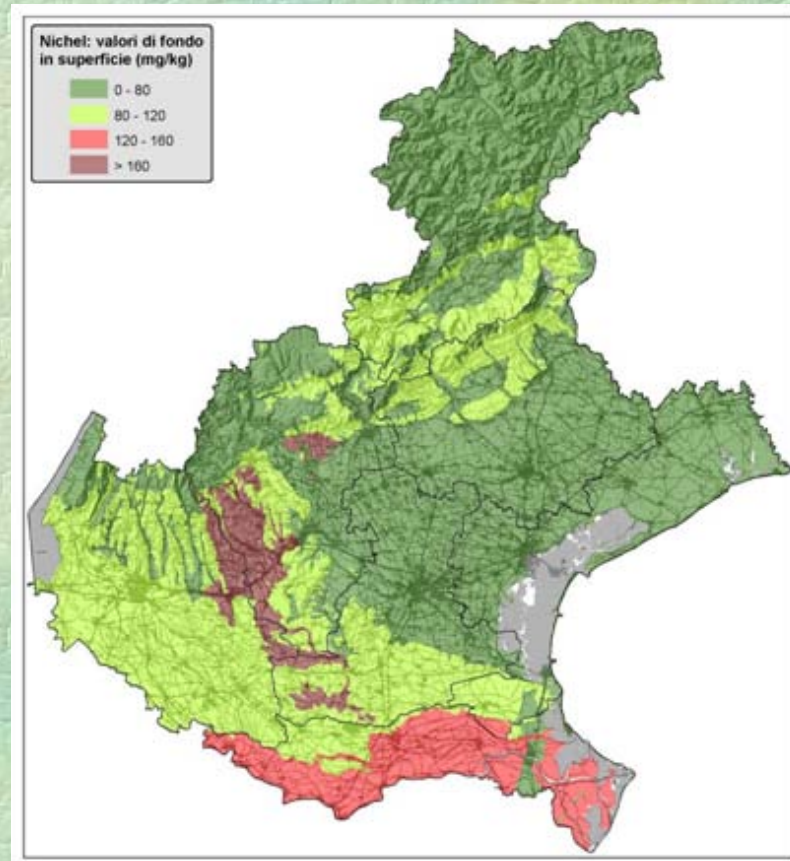 Nichel: valori di fondo
in superficie (mg/kg)
0 - 80
80 - 120
120 - 160
> 160